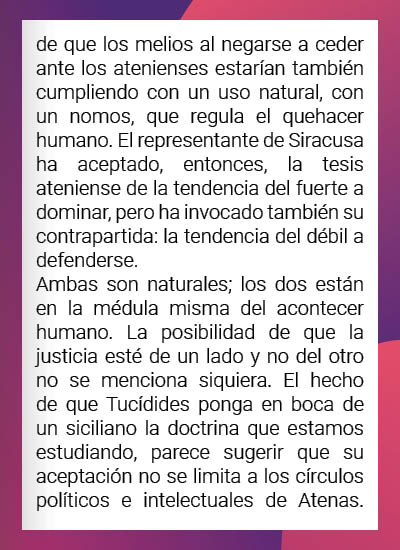 de que los melios al negarse a ceder
ante los atenienses estarían también
cumpliendo con un uso natural, con
un nomos, que regula el quehacer
humano. El representante de Siracusa
ha aceptado, entonces, la tesis
ateniense de la tendencia del fuerte a
dominar, pero ha invocado también su
contrapartida: la tendencia del débil a
defenderse.
Ambas son naturales; los dos están
en la médula misma del acontecer
humano. La posibilidad de que la
justicia esté de un lado y no del otro
no se menciona siquiera. El hecho
de que Tucídides ponga en boca de
un siciliano la doctrina que estamos
estudiando, parece sugerir que su
aceptación no se limita a los círculos
políticos e intelectuales de Atenas.